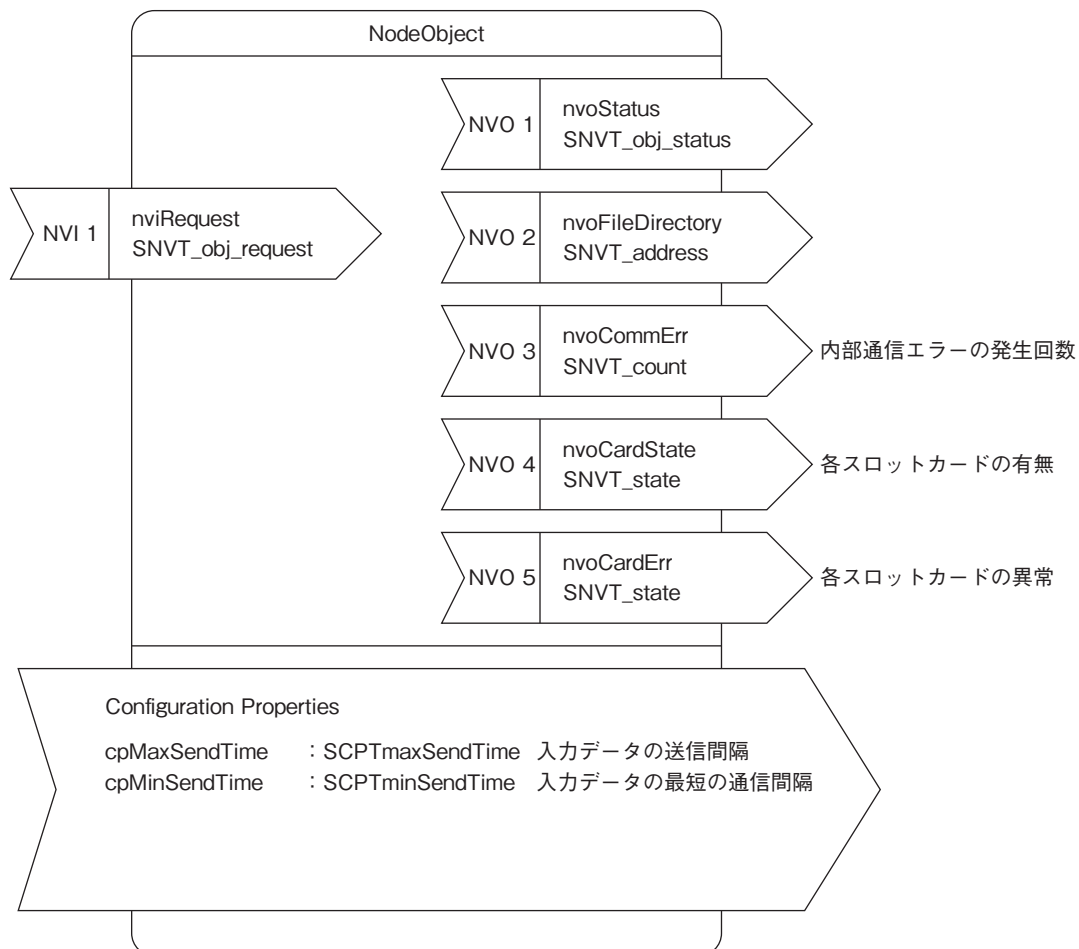 NodeObject
NVO 1
nvoStatus
SNVT_obj_status
NVI 1
nviRequest
SNVT_obj_request
NVO 2
nvoFileDirectory
SNVT_address
NVO 3
nvoCommErr
SNVT_count
内部通信エラーの発生回数
NVO 4
nvoCardState
SNVT_state
各スロットカードの有無
NVO 5
nvoCardErr
SNVT_state
各スロットカードの異常
Configuration Properties
cpMaxSendTime ：SCPTmaxSendTime 入力データの送信間隔
cpMinSendTime ：SCPTminSendTime 入力データの最短の通信間隔